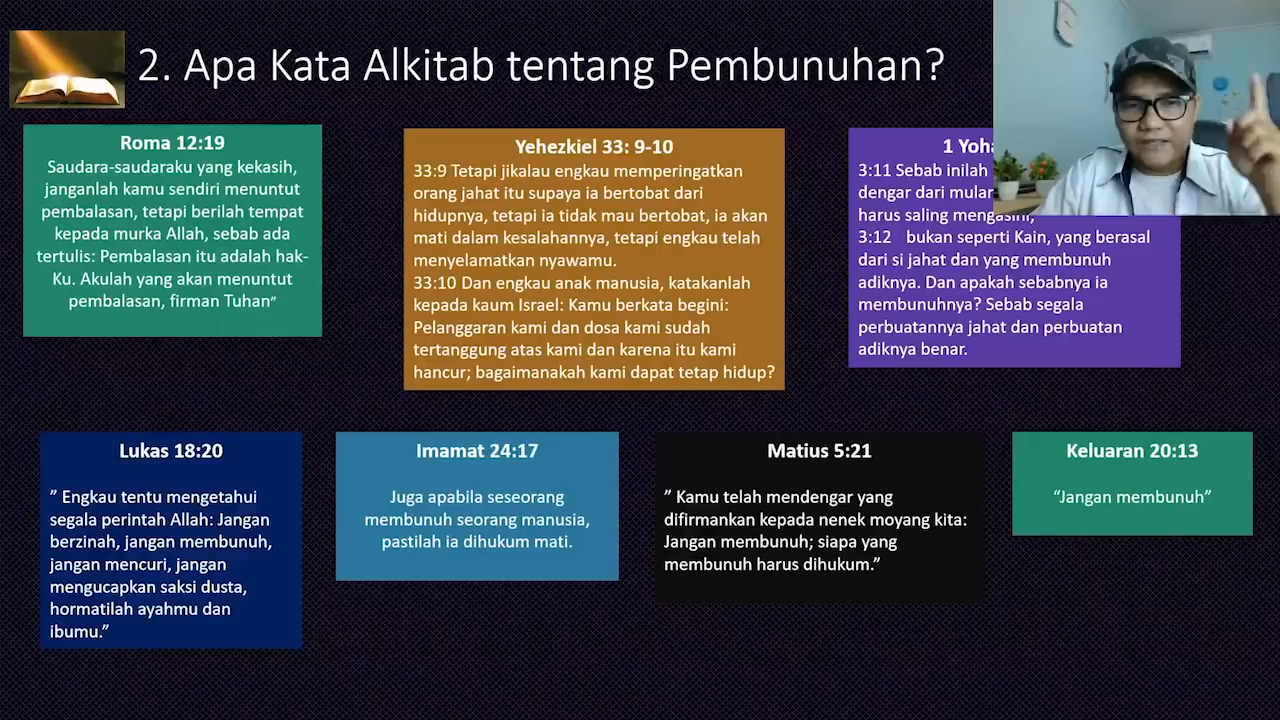 2. Apa Kata Alkitab tentang Pembunuhan?
Roma 12:19
Saudara-saudaraku yang kekasih,
janganlah kamu sendiri menuntut
pembalasan, tetapi berilah tempat
kepada murka Allah, sebab ada
tertulis: Pembalasan itu adalah hak-
Ku. Akulah yang akan menuntut
pembalasan, firman Tuhan”
Yehezkiel 33: 9-10
33:9 Tetapi jikalau engkau memperingatkan
orang jahat itu supaya ia bertobat dari
hidupnya, tetapi ia tidak mau bertobat, ia akan
mati dalam kesalahannya, tetapi engkau telah
menyelamatkan nyawamu.
33:10 Dan engkau anak manusia, katakanlah
kepada kaum Israel: Kamu berkata begini:
Pelanggaran kami dan dosa kami sudah
tertanggung atas kami dan karena itu kami
hancur; bagaimanakah kami dapat tetap hidup?
1
3:11 Sebab inilah
dengar dari
harus saling mengasihi,
3:12 bukan seperti Kain, yang berasal
dari si jahat dan yang membunuh
adiknya. Dan apakah sebabnya ia
membunuhnya? Sebab segala
perbuatannya jahat dan perbuatan
adiknya benar.
Lukas 18:20
” Engkau tentu mengetahui
segala perintah Allah: Jangan
berzinah, jangan membunuh,
jangan mencuri, jangan
mengucapkan saksi dusta,
hormatilah ayahmu dan
ibumu.”
Imamat 24:17
Juga apabila seseorang
membunuh seorang manusia,
pastilah ia dihukum mati.
Matius 5:21
” Kamu telah mendengar yang
difirmankan kepada nenek moyang kita:
Jangan membunuh; siapa yang
membunuh harus dihukum.”
Keluaran 20:13
“Jangan membunuh”